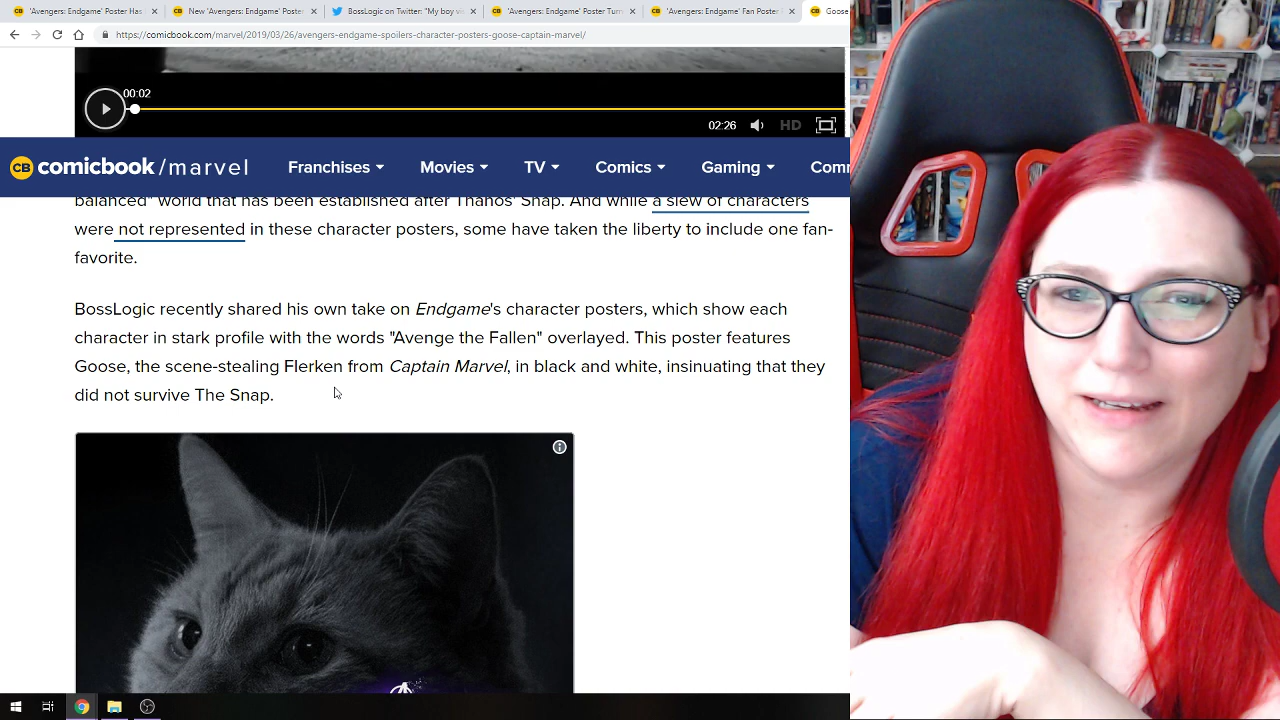 'Avengers: Endgame' Poster Has
New 'Avengers: Endgame' Poster
BossLogic on Twitter: "My boy vis
'Avengers: Endgame' Poster Turn
'Avengers: Endgame' Fan Poster
Goose
https://comicbook.com/marvel/2019/03/26/avengers-endgame-spoilers-character-posters-goose-captain-marvel/
00:02
02:26
HD
CB comicbook/marvel
Franchises
Movies
TV
Comics
Gaming
Comm
balanced" world that has been established after Thanos' Snap. And while a slew of characters
were not represented in these character posters, some have taken the liberty to include one fan-
favorite.
BossLogic recently shared his own take on Endgame's character posters, which show each
character in stark profile with the words "Avenge the Fallen" overlayed. This poster features
Goose, the scene-stealing Flerken from Captain Marvel, in black and white, insinuating that they
did not survive The Snap.